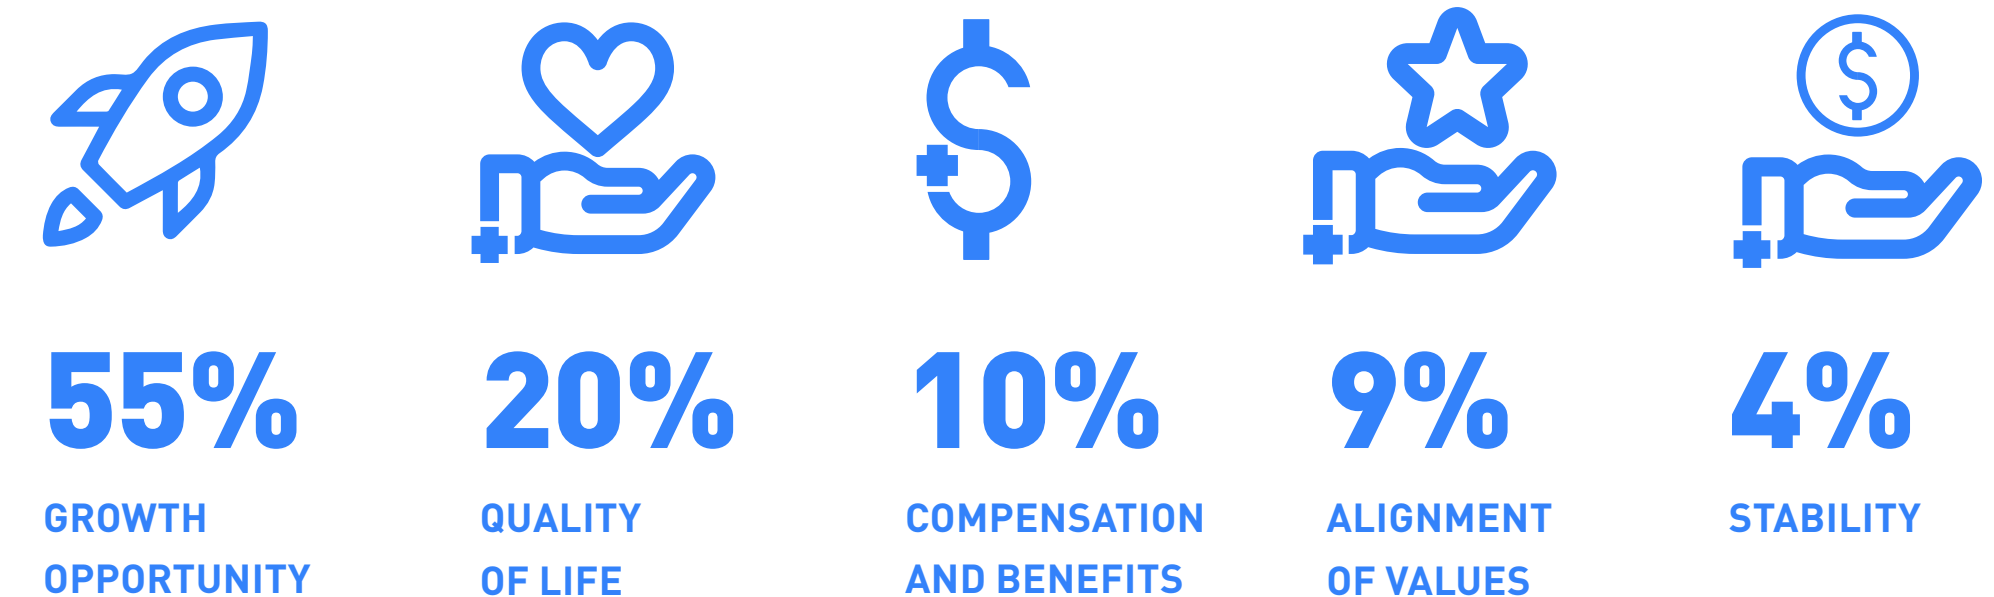 55%
GROWTH
OPPORTUNITY
20%
QUALITY
OF LIFE
10%
COMPENSATION
AND BENEFITS
9%
ALIGNMENT
OF VALUES
4%
STABILITY